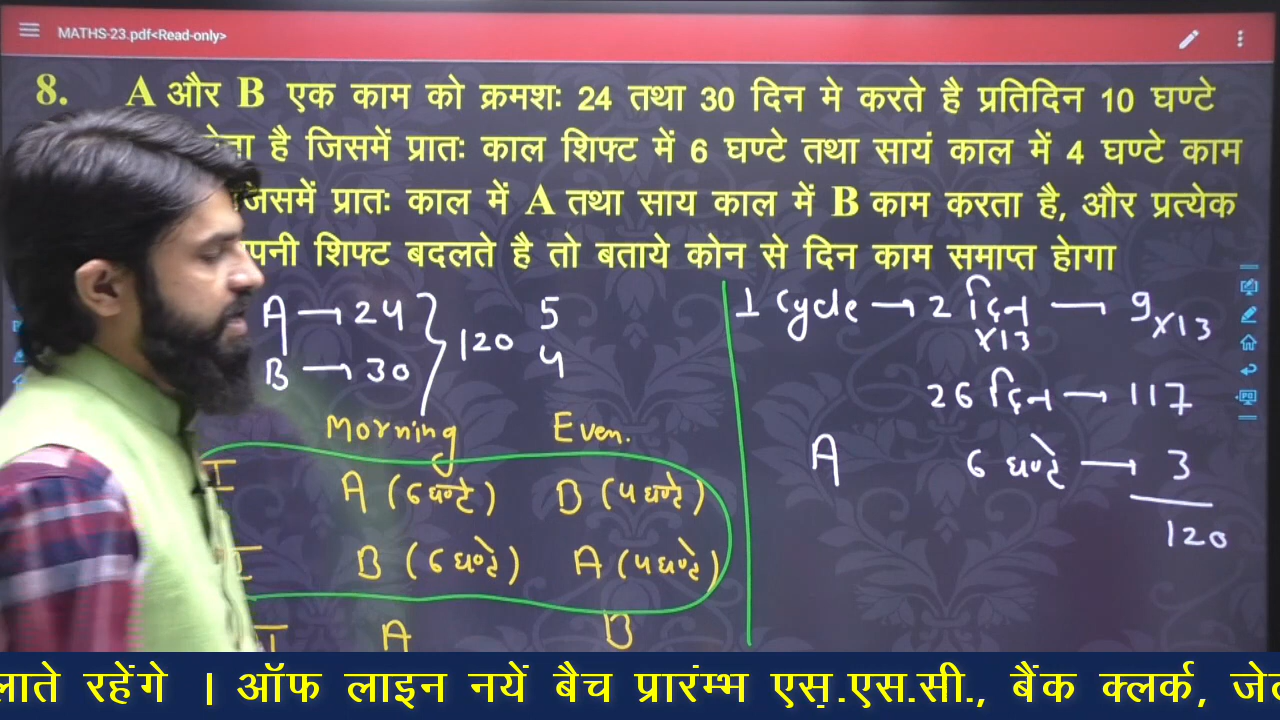 MATHS-23.pdf<Read-only>
8. A और B एक काम को क्रमशः 24 तथा 30 दिन मे करते है प्रतिदिन 10 घण्टे
है जिसमें प्रातः काल शिफ्ट में 6 घण्टे तथा सायं काल में 4 घण्टे काम
जिसमें प्रातः काल में A तथा साय काल में B काम करता है, और प्रत्येक
शिफ्ट बदलते है तो बताये कोन से दिन काम समाप्त हेागा
A → 24
B → 30
120
5
4
Morning Even.
I A (6 घण्टे) B (4 घण्टे)
I B (6 घण्टे) A (4 घण्टे)
I A B
1 Cycle → 2 दिन → 9 x13
x13
26 दिन → 117
A 6 घण्टे → 3
120
रहेंगे । ऑफ लाइन नयें बैच प्रारंम्भ एस.एस.सी., बैंक क्लर्क,